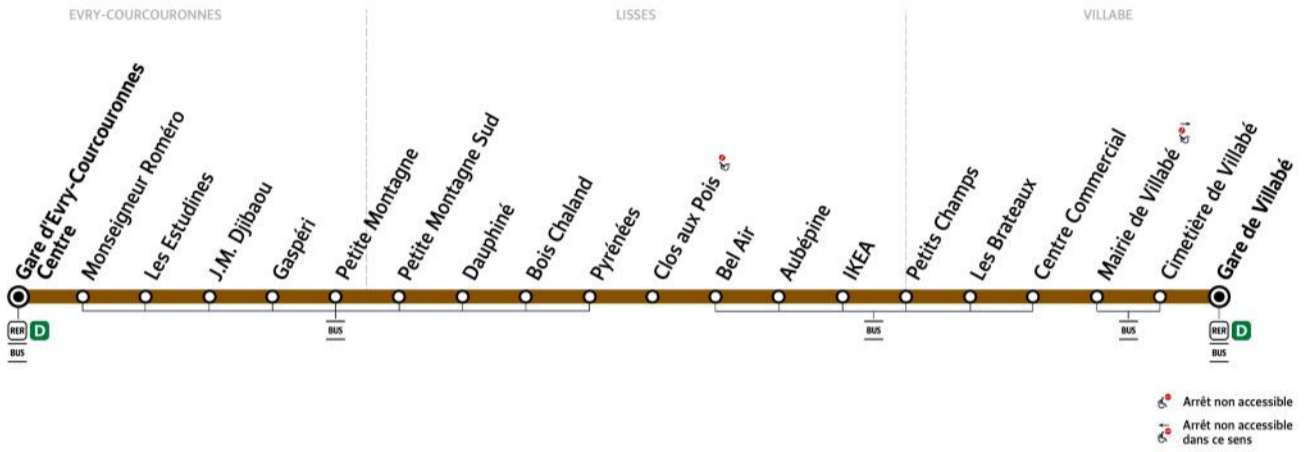 EVRY-COURCOURONNES
LISSES
VILLABE
Gare d'Evry-Courcouronnes
Centre
Monseigneur Roméro
Les Estudines
J.M. Djibaou
Gaspéri
Petite Montagne
Petite Montagne Sud
Dauphiné
Bois Chaland
Pyrénées
Clos aux Pois
Bel Air
Aubépine
IKEA
Petits Champs
Les Brateaux
Centre Commercial
Mairie de Villabé
Cimetière de Villabé
Gare de Villabé
RER D
BUS
BUS
BUS
BUS
RER D
BUS
Arrêt non accessible
Arrêt non accessible
dans ce sens